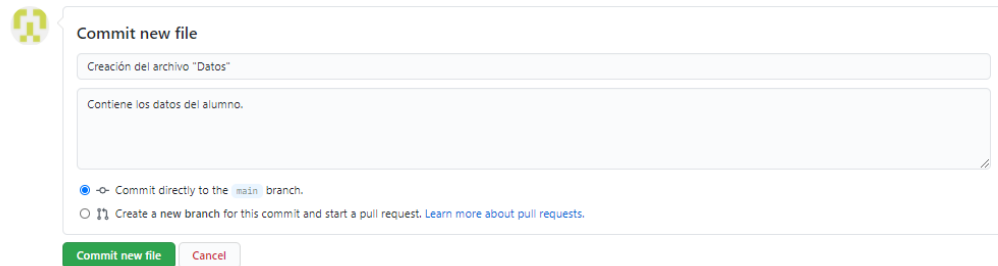 Commit new file
Creación del archivo "Datos"
Contiene los datos del alumno.
Commit directly to the main branch.
Create a new branch for this commit and start a pull request. Learn more about pull requests.
Commit new file Cancel